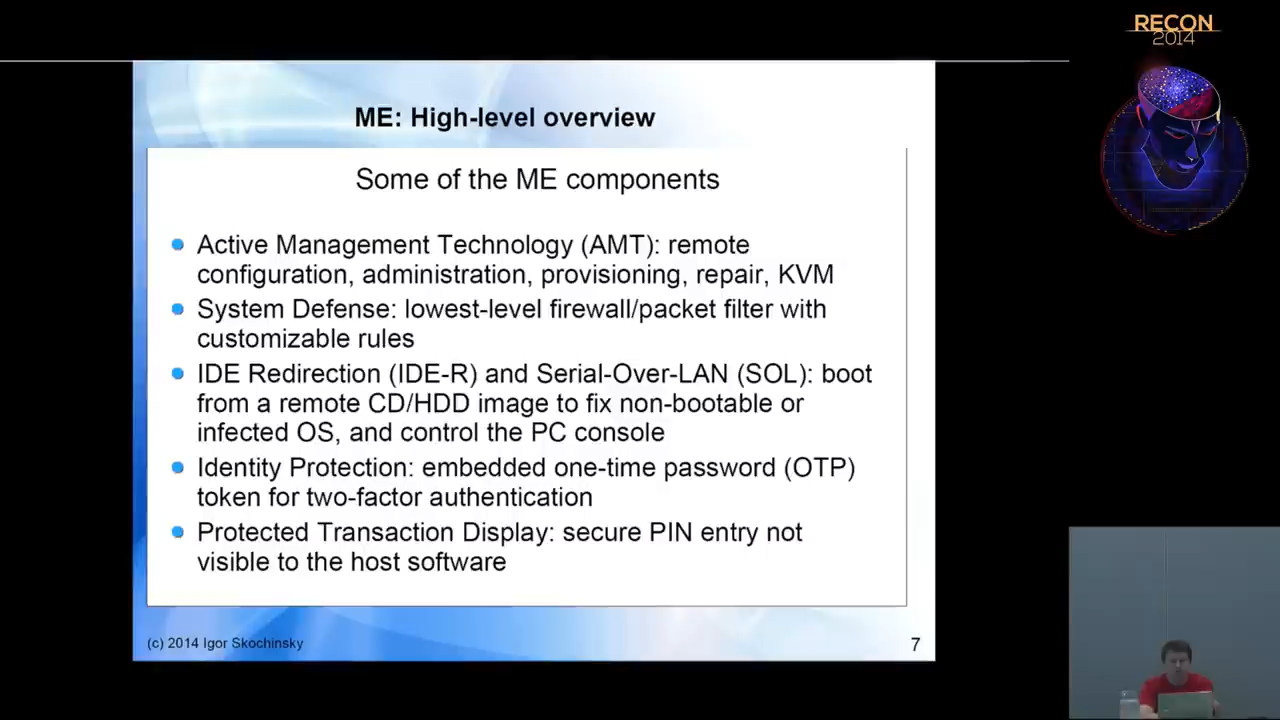 RECON
2014
ME: High-level overview
Some of the ME components
Active Management Technology (AMT): remote
configuration, administration, provisioning, repair, KVM
System Defense: lowest-level firewall/packet filter with
customizable rules
IDE Redirection (IDE-R) and Serial-Over-LAN (SOL): boot
from a remote CD/HDD image to fix non-bootable or
infected OS, and control the PC console
Identity Protection: embedded one-time password (OTP)
token for two-factor authentication
Protected Transaction Display: secure PIN entry not
visible to the host software
(c) 2014 Igor Skochinsky
7